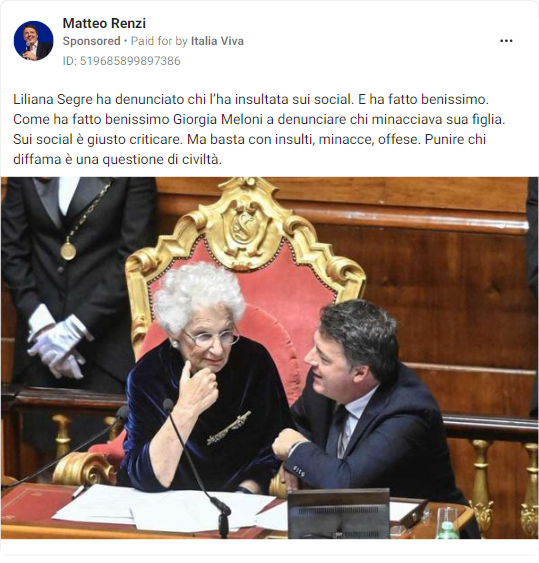 Matteo Renzi
Sponsored • Paid for by Italia Viva
ID: 519685899897386
Liliana Segre ha denunciato chi l’ha insultata sui social. E ha fatto benissimo.
Come ha fatto benissimo Giorgia Meloni a denunciare chi minacciava sua figlia.
Sui social è giusto criticare. Ma basta con insulti, minacce, offese. Punire chi
diffama è una questione di civiltà.